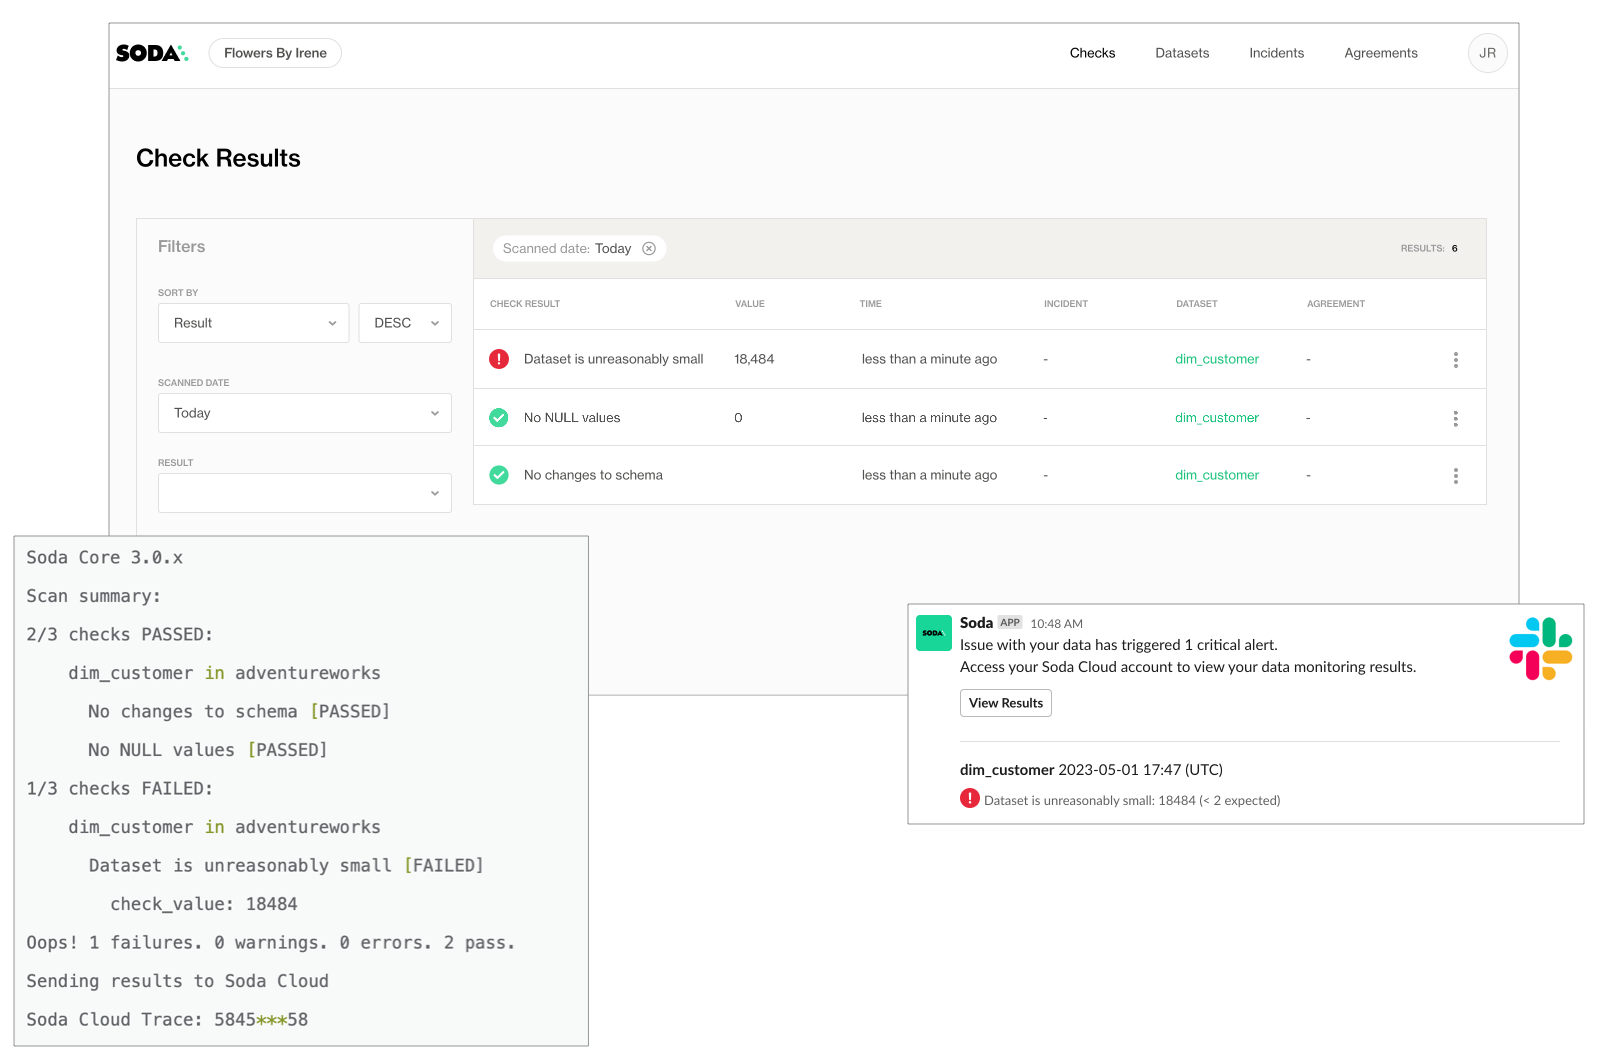 SODA
Flowers By Irene
Checks
Datasets
Incidents
Agreements
JR
Check Results
Filters
SORT BY
Result
DESC
SCANNED DATE
Today
RESULT
Scanned date: Today
RESULTS: 6
CHECK RESULT VALUE TIME INCIDENT DATASET AGREEMENT
Dataset is unreasonably small 18,484 less than a minute ago - dim_customer -
No NULL values 0 less than a minute ago - dim_customer -
No changes to schema less than a minute ago - dim_customer -
Soda Core 3.0.x
Scan summary:
2/3 checks PASSED:
dim_customer in adventureworks
No changes to schema [PASSED]
No NULL values [PASSED]
1/3 checks FAILED:
dim_customer in adventureworks
Dataset is unreasonably small [FAILED]
check_value: 18484
Oops! 1 failures. 0 warnings. 0 errors. 2 pass.
Sending results to Soda Cloud
Soda Cloud Trace: 5845***58
SODA
Soda APP 10:48 AM
Issue with your data has triggered 1 critical alert.
Access your Soda Cloud account to view your data monitoring results.
View Results
dim_customer 2023-05-01 17:47 (UTC)
Dataset is unreasonably small: 18484 (< 2 expected)